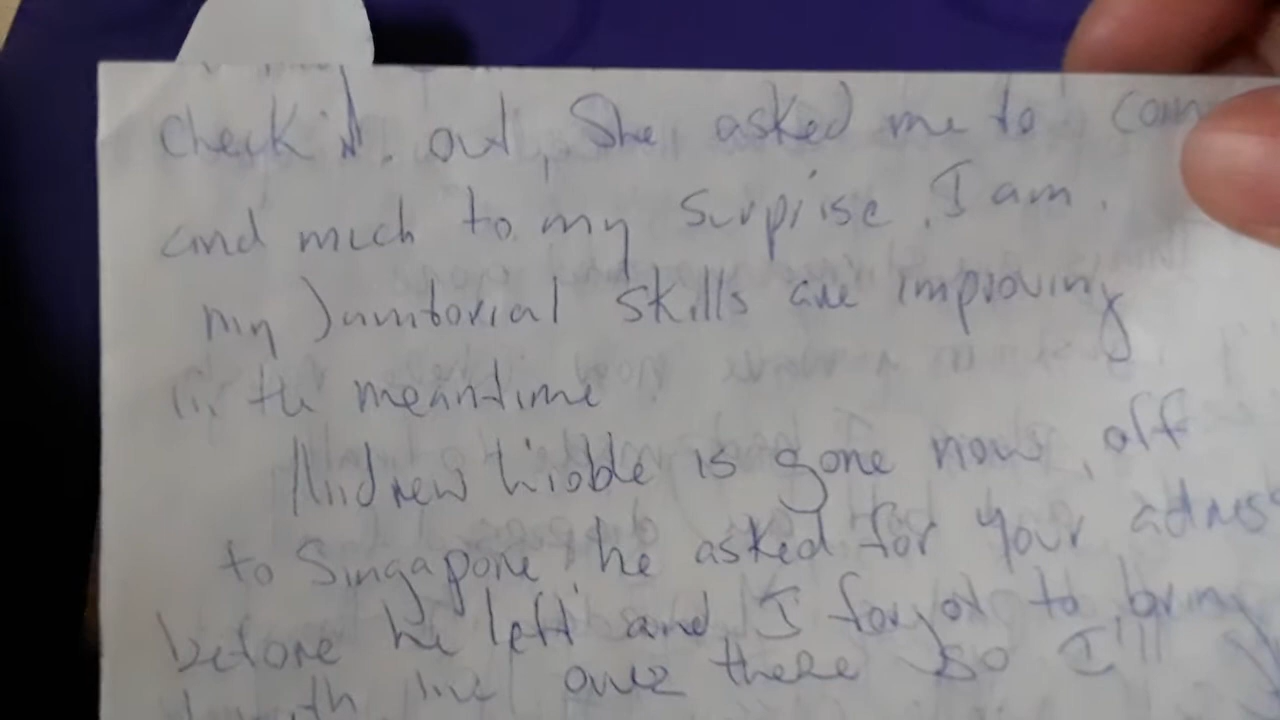 check it out, She asked me to com
and much to my surprise, I am.
my Janitorial skills are improving
in the meantime
Andrew is gone now, off
to Singapore, he asked for your adress
before he left and I forgot to bring
over there so I'll